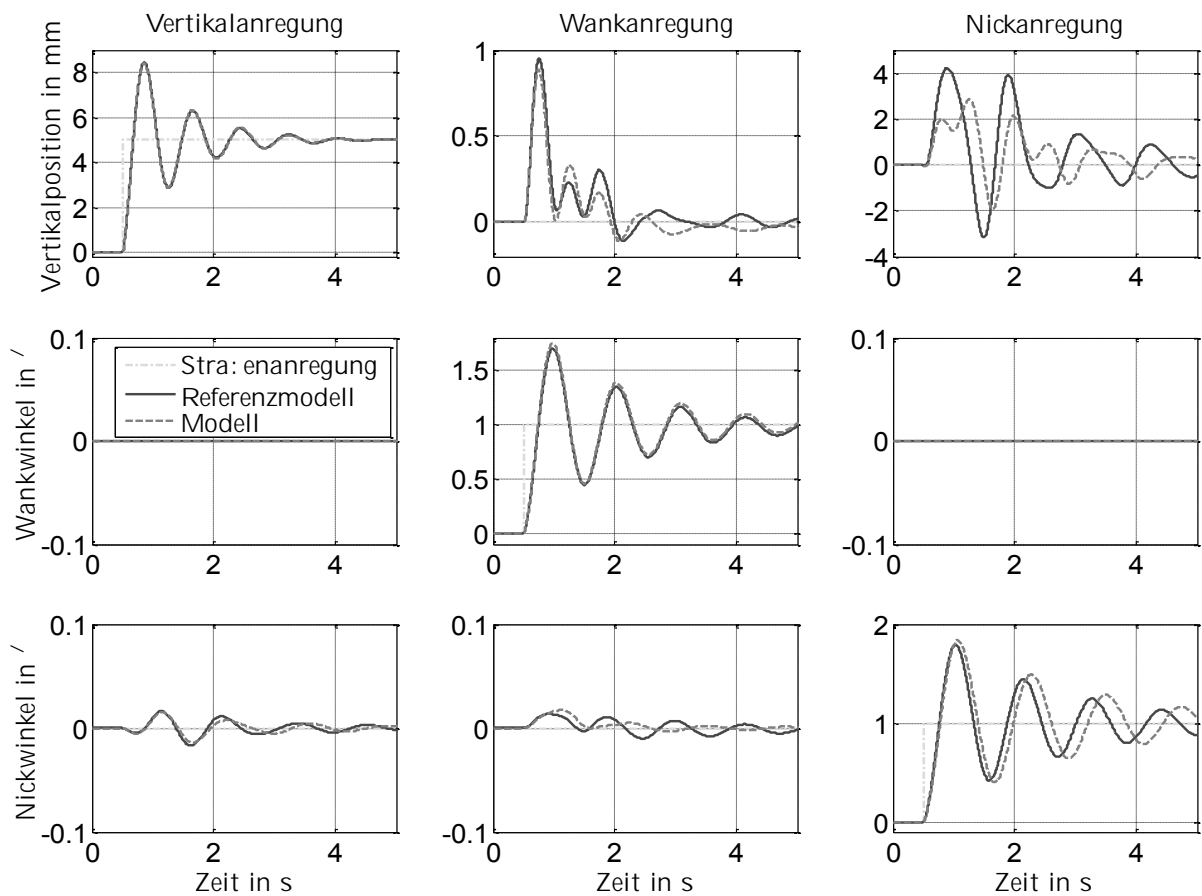 Vertikalanregung
Wankanregung
Nickanregung
Vertikalposition in mm
8
6
4
2
0
0 2 4
1
0.5
0
0 2 4
4
2
0
-2
-4
0 2 4
Wankwinkel in ′
0.1
0
-0.1
0 2 4
Stra: enanregung
Referenzmodell
Modell
1.5
1
0.5
0
0 2 4
0.1
0
-0.1
0 2 4
Nickwinkel in ′
0.1
0
-0.1
0 2 4
Zeit in s
0.1
0
-0.1
0 2 4
Zeit in s
2
1
0
0 2 4
Zeit in s